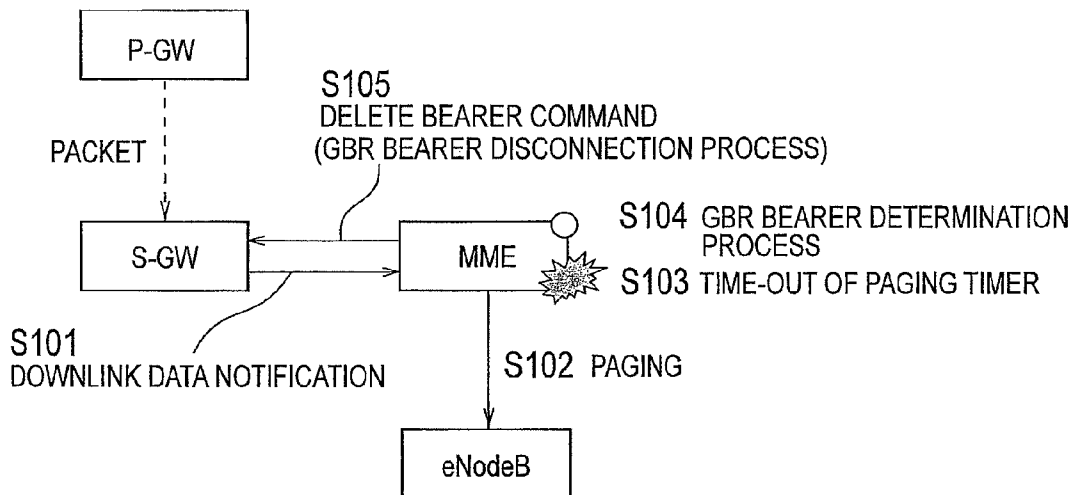 P-GW
S105
DELETE BEARER COMMAND
(GBR BEARER DISCONNECTION PROCESS)
PACKET
S-GW
MME
S104 GBR BEARER DETERMINATION
PROCESS
S103 TIME-OUT OF PAGING TIMER
S101
DOWNLINK DATA NOTIFICATION
S102 PAGING
eNodeB